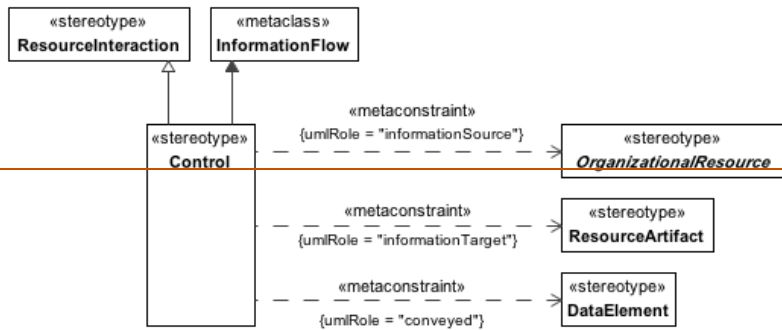 «stereotype»
ResourceInteraction
«metaclass»
InformationFlow
«stereotype»
Control
«metaconstraint»
{umlRole = "informationSource"}
«stereotype»
OrganizationalResource
«metaconstraint»
{umlRole = "informationTarget"}
«stereotype»
ResourceArtifact
«metaconstraint»
{umlRole = "conveyed"}
«stereotype»
DataElement